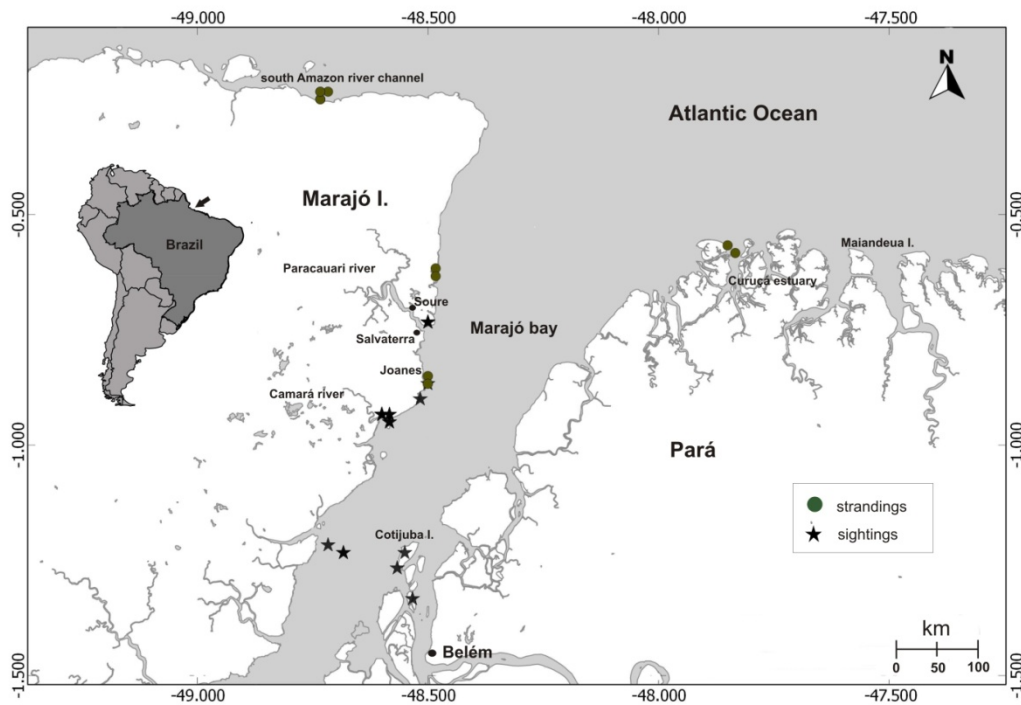 -49.000
-48.500
-48.000
-47.500
N
south Amazon river channel
Atlantic Ocean
Marajó I.
-0.500
-0.500
Brazil
Maiandeua I.
Paracauari river
Curuçá estuary
Soure
Marajó bay
Salvaterra
Joanes
Camará river
-1.000
-1.000
Pará
strandings
sightings
Cotijuba I.
km
Belém
0 50 100
-1.500
-1.500
-49.000
-48.500
-48.000
-47.500